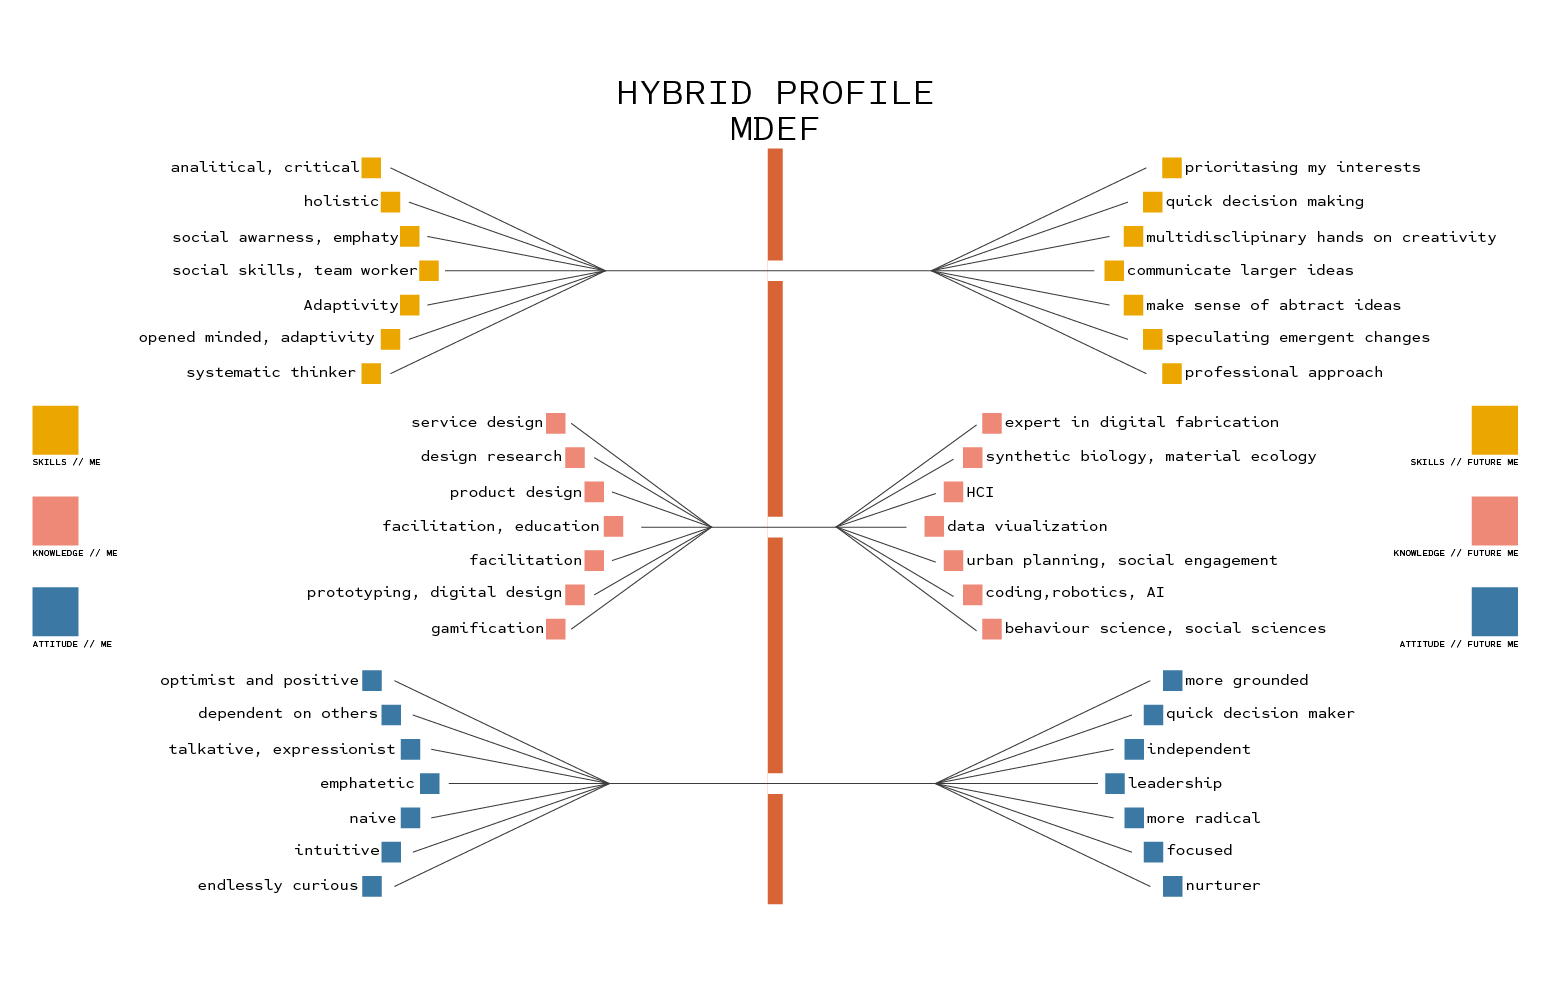 HYBRID PROFILE
MDEF
analitical, critical
holistic
social awarness, emphaty
social skills, team worker
Adaptivity
opened minded, adaptivity
systematic thinker
prioritasing my interests
quick decision making
multidisclipinary hands on creativity
communicate larger ideas
make sense of abtract ideas
speculating emergent changes
professional approach
SKILLS // ME
KNOWLEDGE // ME
ATTITUDE // ME
service design
design research
product design
facilitation, education
facilitation
prototyping, digital design
gamification
expert in digital fabrication
synthetic biology, material ecology
HCI
data viualization
urban planning, social engagement
coding,robotics, AI
behaviour science, social sciences
SKILLS // FUTURE ME
KNOWLEDGE // FUTURE ME
ATTITUDE // FUTURE ME
optimist and positive
dependent on others
talkative, expressionist
emphatetic
naive
intuitive
endlessly curious
more grounded
quick decision maker
independent
leadership
more radical
focused
nurturer